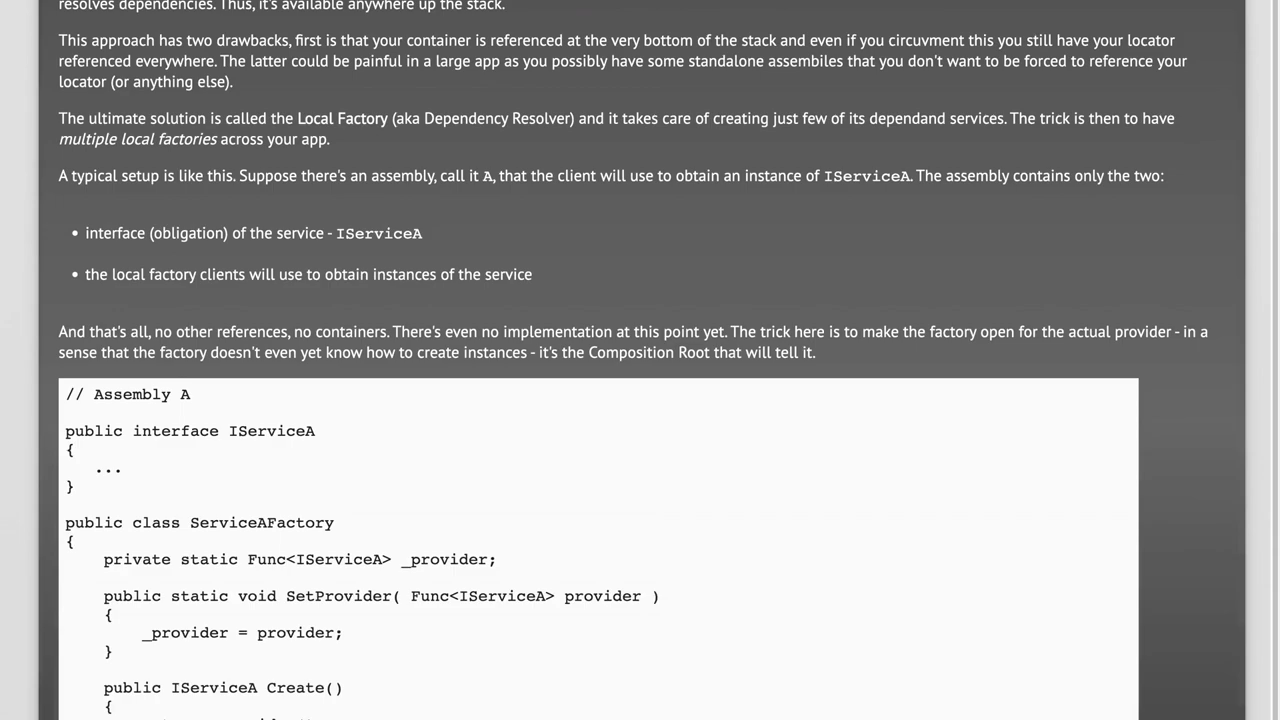 resolves dependencies. Thus, it's available anywhere up the stack.
This approach has two drawbacks, first is that your container is referenced at the very bottom of the stack and even if you circuvment this you still have your locator
referenced everywhere. The latter could be painful in a large app as you possibly have some standalone assembiles that you don't want to be forced to reference your
locator (or anything else).
The ultimate solution is called the Local Factory (aka Dependency Resolver) and it takes care of creating just few of its dependand services. The trick is then to have
multiple local factories across your app.
A typical setup is like this. Suppose there's an assembly, call it A, that the client will use to obtain an instance of IServiceA. The assembly contains only the two:
• interface (obligation) of the service - IServiceA
• the local factory clients will use to obtain instances of the service
And that's all, no other references, no containers. There's even no implementation at this point yet. The trick here is to make the factory open for the actual provider - in a
sense that the factory doesn't even yet know how to create instances - it's the Composition Root that will tell it.
// Assembly A
public interface IServiceA
{
...
}
public class ServiceAFactory
{
private static Func<IServiceA> _provider;
public static void SetProvider( Func<IServiceA> provider )
{
_provider = provider;
}
public IServiceA Create()
{